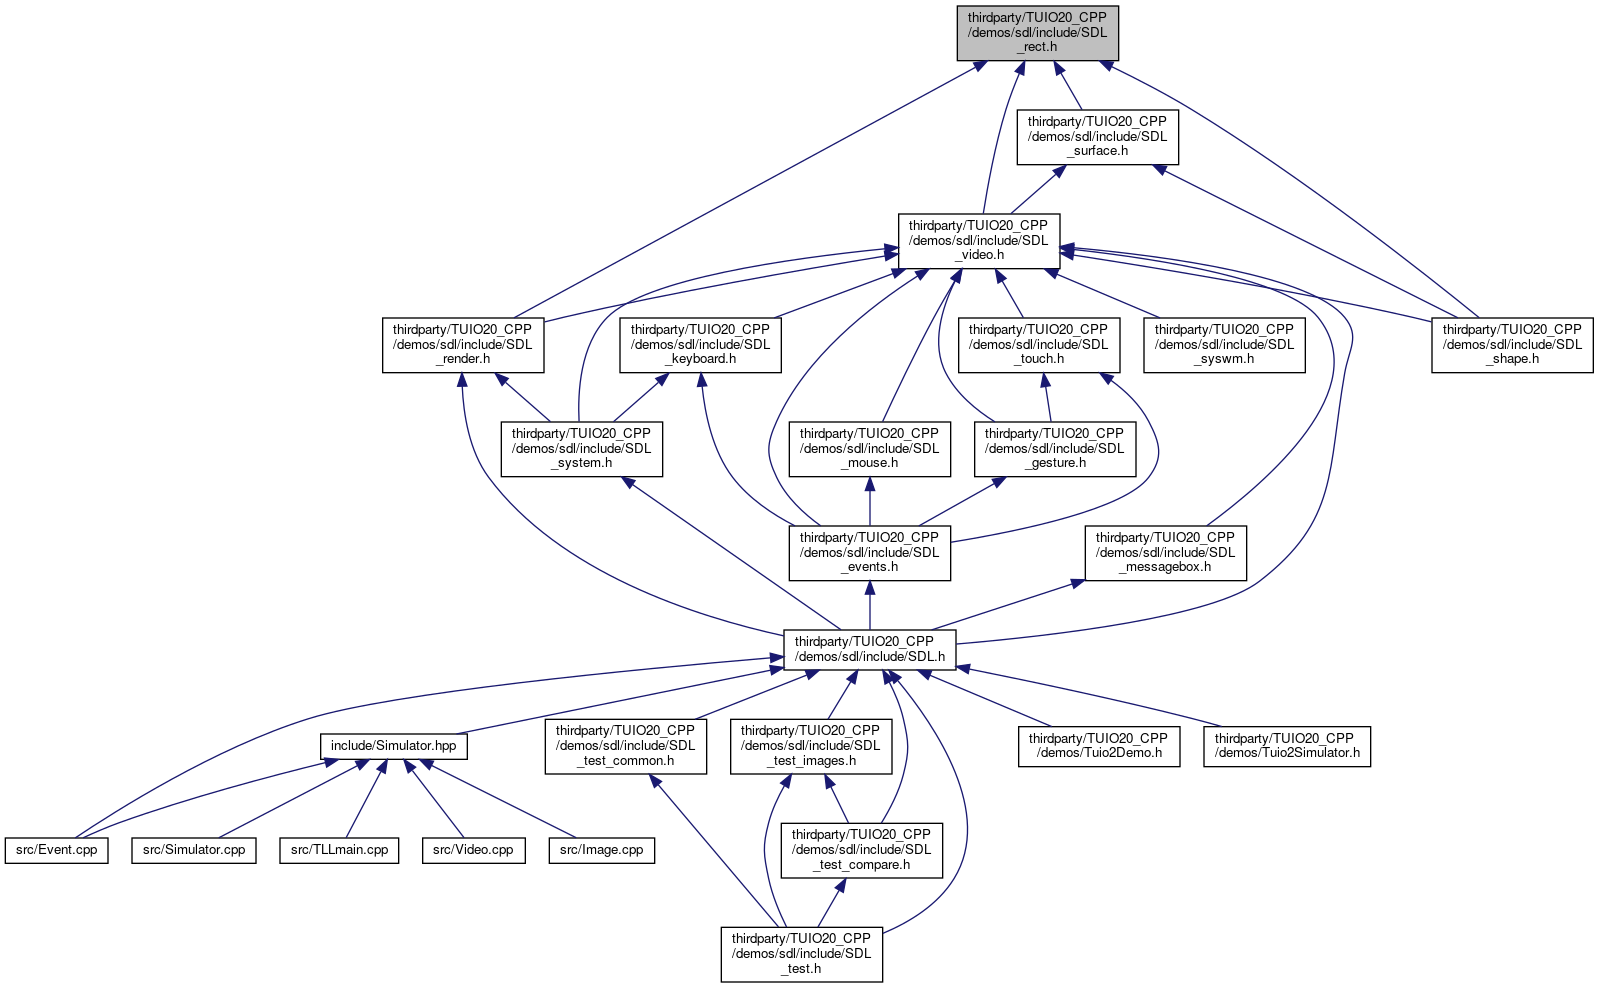 thirdparty/TUIO20_CPP
/demos/sdl/include/SDL
_rect.h
thirdparty/TUIO20_CPP
/demos/sdl/include/SDL
_surface.h
thirdparty/TUIO20_CPP
/demos/sdl/include/SDL
_video.h
thirdparty/TUIO20_CPP
/demos/sdl/include/SDL
_render.h
thirdparty/TUIO20_CPP
/demos/sdl/include/SDL
_keyboard.h
thirdparty/TUIO20_CPP
/demos/sdl/include/SDL
_touch.h
thirdparty/TUIO20_CPP
/demos/sdl/include/SDL
_syswm.h
thirdparty/TUIO20_CPP
/demos/sdl/include/SDL
_shape.h
thirdparty/TUIO20_CPP
/demos/sdl/include/SDL
_system.h
thirdparty/TUIO20_CPP
/demos/sdl/include/SDL
_mouse.h
thirdparty/TUIO20_CPP
/demos/sdl/include/SDL
_gesture.h
thirdparty/TUIO20_CPP
/demos/sdl/include/SDL
_events.h
thirdparty/TUIO20_CPP
/demos/sdl/include/SDL
_messagebox.h
thirdparty/TUIO20_CPP
/demos/sdl/include/SDL.h
include/Simulator.hpp
thirdparty/TUIO20_CPP
/demos/sdl/include/SDL
_test_common.h
thirdparty/TUIO20_CPP
/demos/sdl/include/SDL
_test_images.h
thirdparty/TUIO20_CPP
/demos/Tuio2Demo.h
thirdparty/TUIO20_CPP
/demos/Tuio2Simulator.h
src/Event.cpp
src/Simulator.cpp
src/TLLmain.cpp
src/Video.cpp
src/Image.cpp
thirdparty/TUIO20_CPP
/demos/sdl/include/SDL
_test_compare.h
thirdparty/TUIO20_CPP
/demos/sdl/include/SDL
_test.h